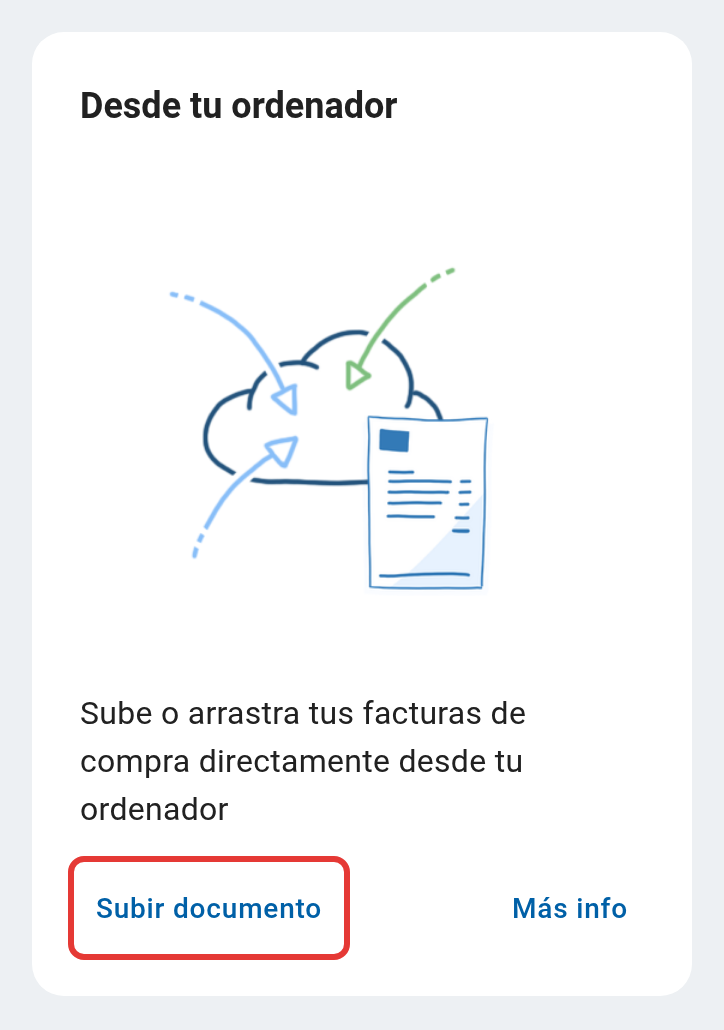 Desde tu ordenador
Sube o arrastra tus facturas de
compra directamente desde tu
ordenador
Subir documento
Más info